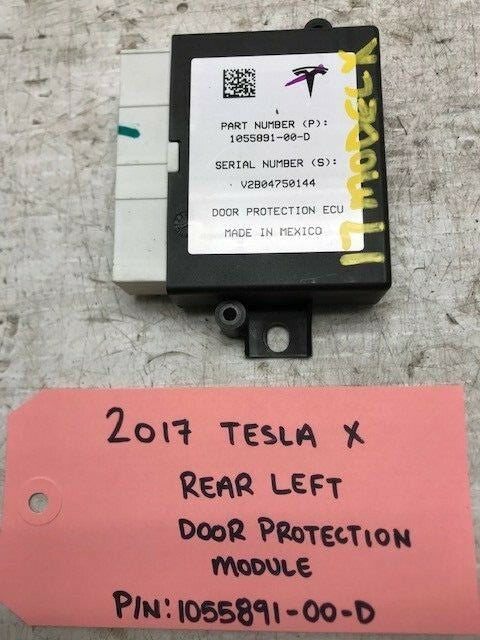 PART NUMBER (P):
1055891-00-D
SERIAL NUMBER (S):
V2B04750144
DOOR PROTECTION ECU
MADE IN MEXICO
17 MODEL X
2017 TESLA X
REAR LEFT
DOOR PROTECTION
MODULE
P/N: 1055891-00-D